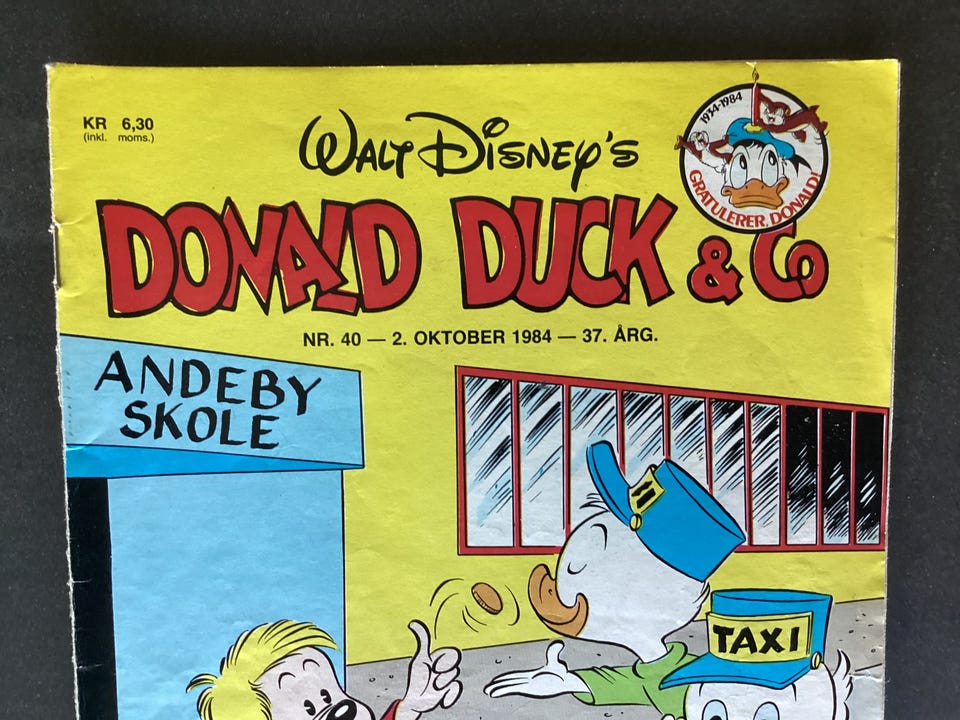 KR 6,30
(inkl. moms.)
WALT DISNEY'S
1934-1984
GRATULERER, DONALD!
DONALD DUCK & Co
NR. 40 — 2. OKTOBER 1984 — 37. ÅRG.
ANDEBY
SKOLE
TAXI